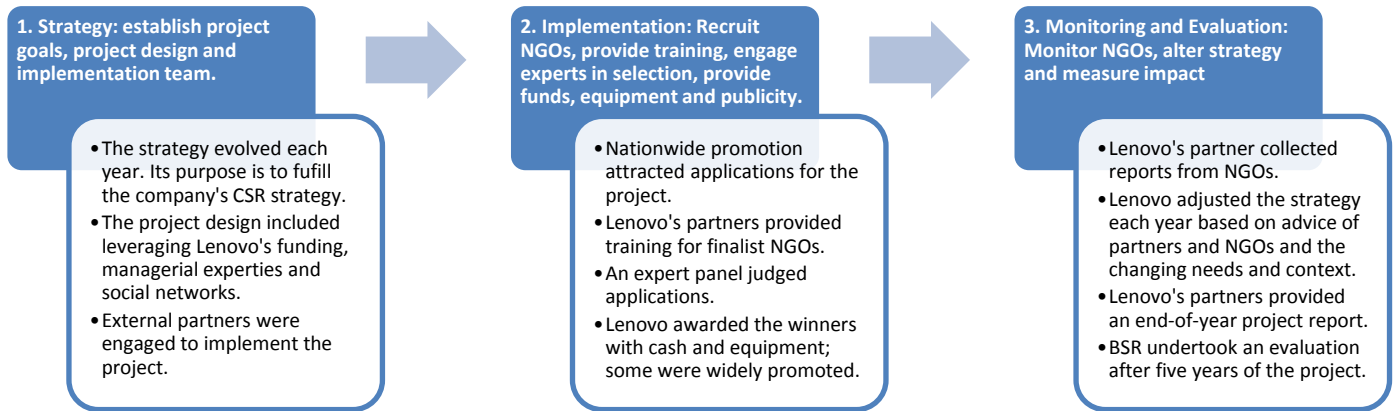 1. Strategy: establish project
goals, project design and
implementation team.
•The strategy evolved each
year. Its purpose is to fufill
the company's CSR strategy.
•The project design included
leveraging Lenovo's funding,
managerial experties and
social networks.
•External partners were
engaged to implement the
project.
2. Implementation: Recruit
NGOs, provide training, engage
experts in selection, provide
funds, equipment and publicity.
•Nationwide promotion
attracted applications for the
project.
•Lenovo's partners provided
training for finalist NGOs.
•An expert panel judged
applications.
•Lenovo awarded the winners
with cash and equipment;
some were widely promoted.
3. Monitoring and Evaluation:
Monitor NGOs, alter strategy
and measure impact
•Lenovo's partner collected
reports from NGOs.
•Lenovo adjusted the strategy
each year based on advice of
partners and NGOs and the
changing needs and context.
•Lenovo's partners provided
an end-of-year project report.
•BSR undertook an evaluation
after five years of the project.